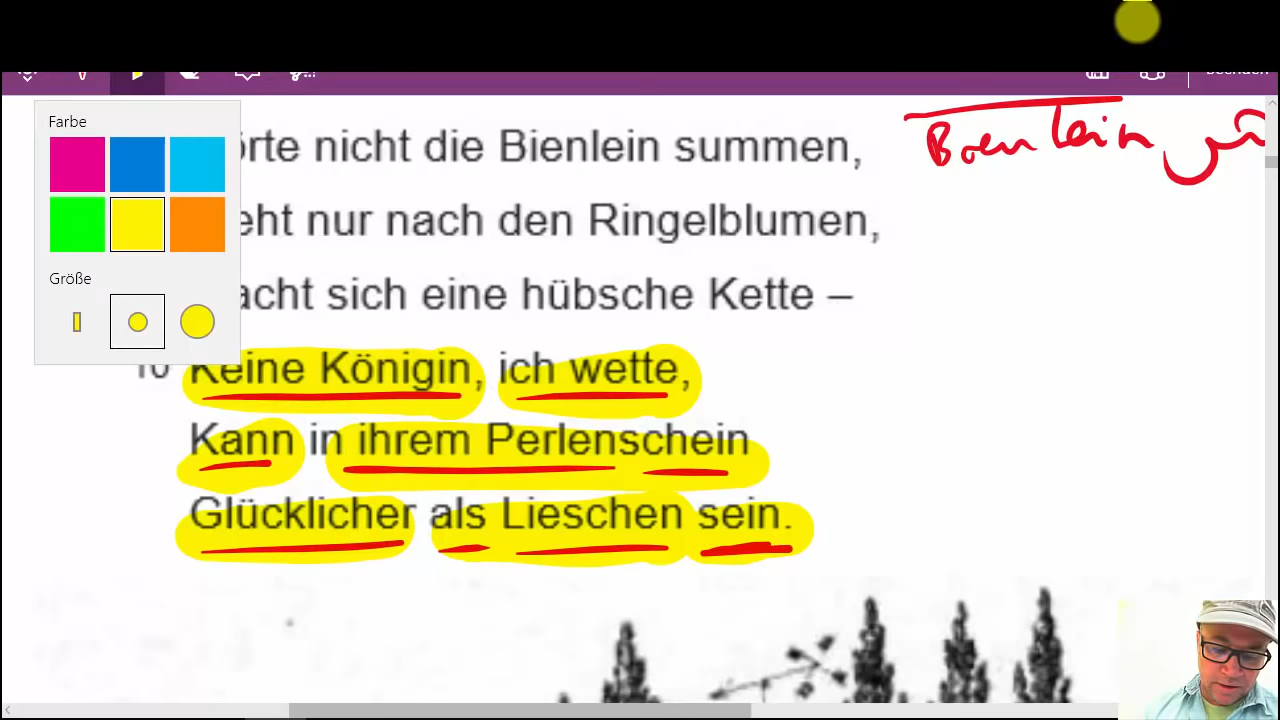 Beenden
Farbe
Bienlein
örte nicht die Bienlein summen,
eht nur nach den Ringelblumen,
Größe
acht sich eine hübsche Kette –
10 Keine Königin, ich wette,
Kann in ihrem Perlenschein
Glücklicher als Lieschen sein.